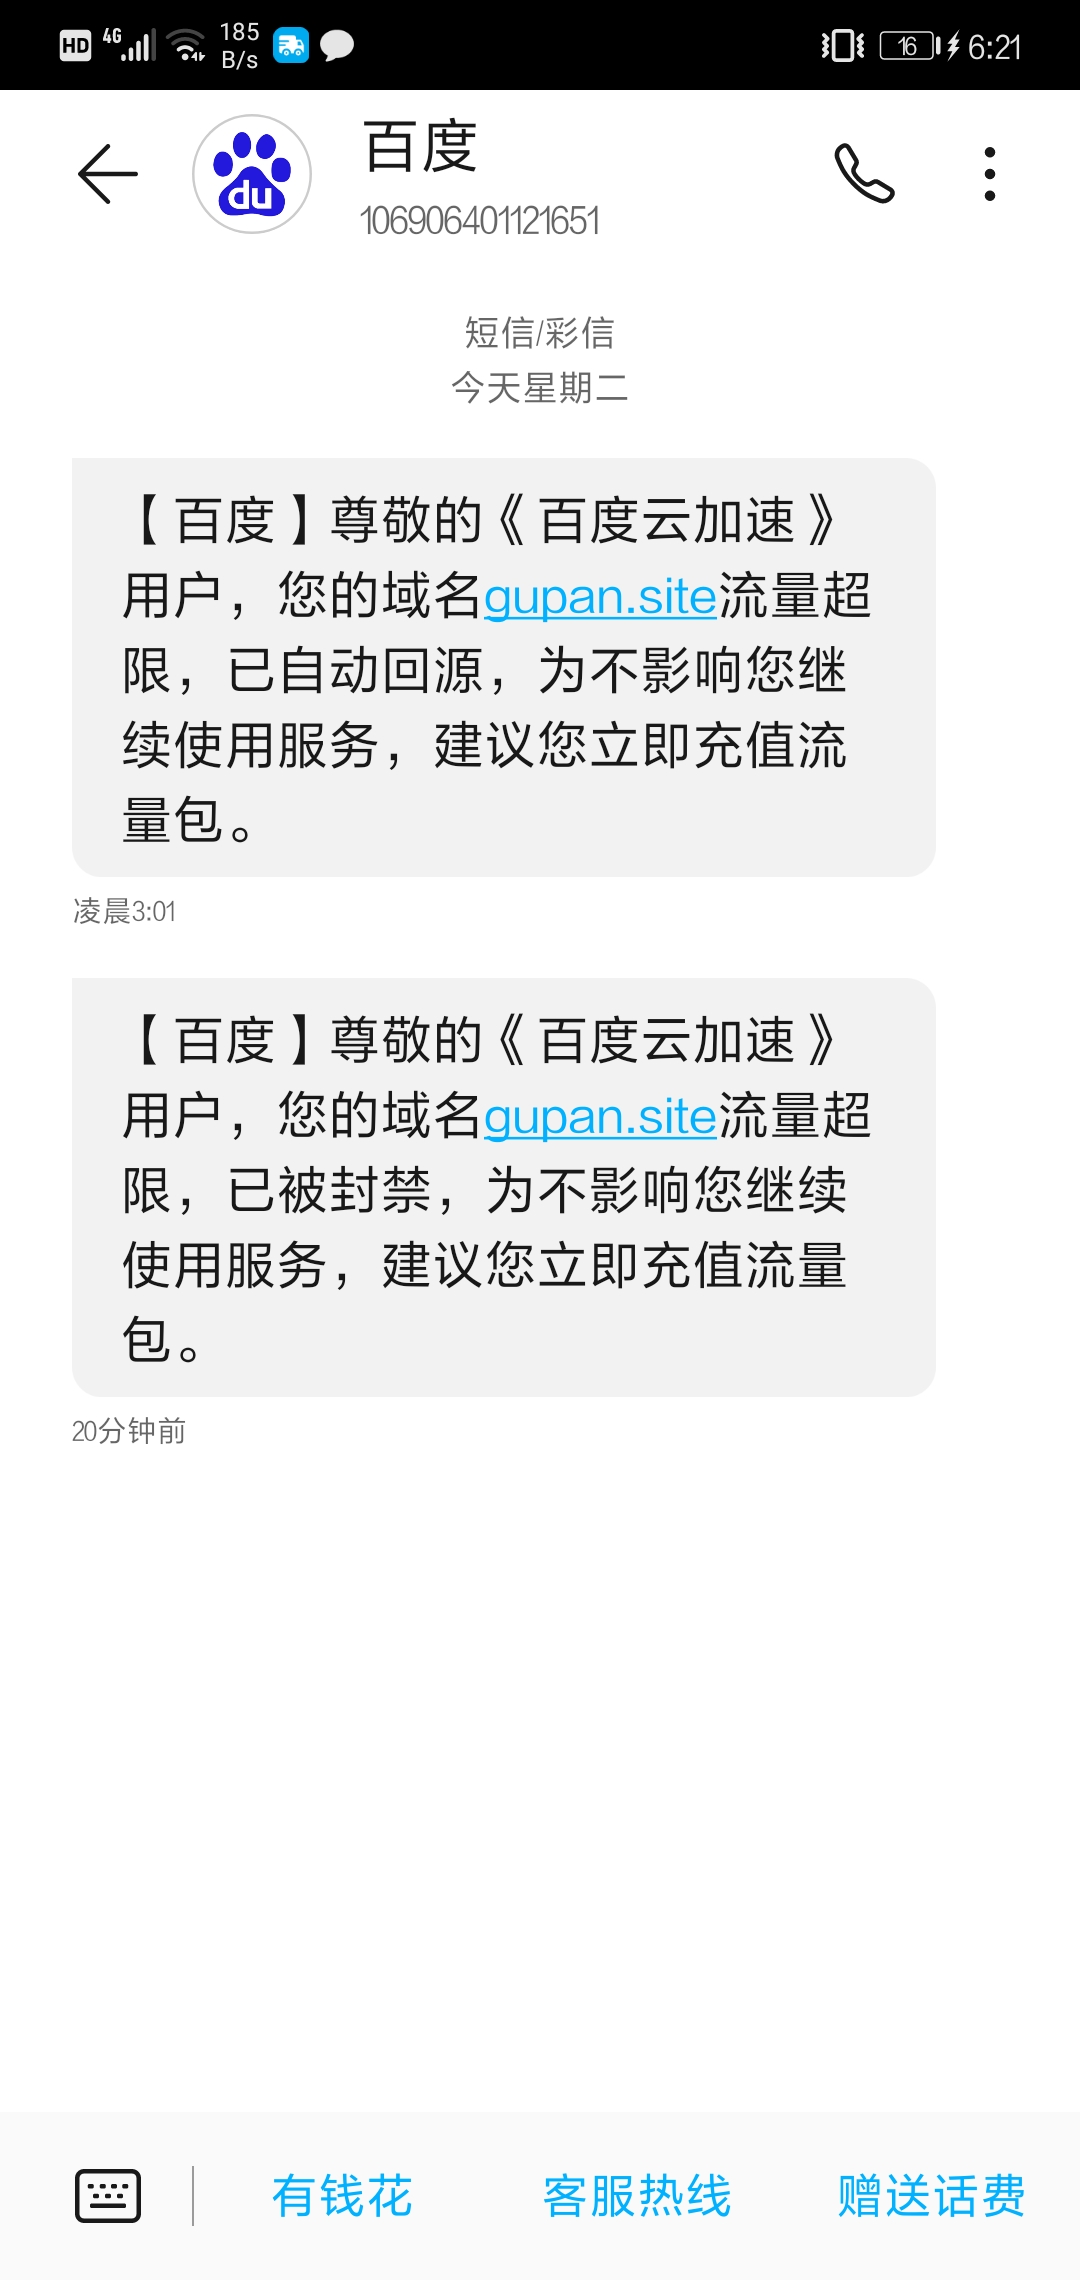 HD 4G 185 B/s 16 6:21
du
百度
106906401121651
短信/彩信
今天星期二
【百度】尊敬的《百度云加速》
用户，您的域名gupan.site流量超
限，已自动回源，为不影响您继
续使用服务，建议您立即充值流
量包。
凌晨3:01
【百度】尊敬的《百度云加速》
用户，您的域名gupan.site流量超
限，已被封禁，为不影响您继续
使用服务，建议您立即充值流量
包。
20分钟前
有钱花 客服热线 赠送话费